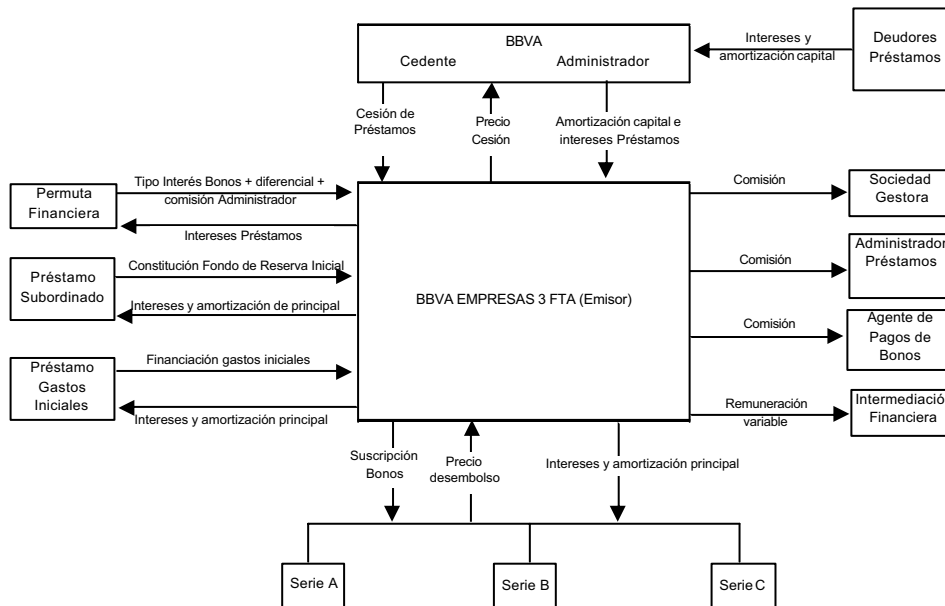 BBVA
Cedente
Administrador
Intereses y
amortización capital
Deudores
Préstamos
Cesión de
Préstamos
Precio
Cesión
Amortización capital e
intereses Préstamos
Permuta
Financiera
Tipo Interés Bonos + diferencial +
comisión Administrador
Intereses Préstamos
Préstamo
Subordinado
Constitución Fondo de Reserva Inicial
Intereses y amortización de principal
Préstamo
Gastos
Iniciales
Financiación gastos iniciales
Intereses y amortización principal
BBVA EMPRESAS 3 FTA (Emisor)
Comisión
Sociedad
Gestora
Comisión
Administrador
Préstamos
Comisión
Agente de
Pagos de
Bonos
Remuneración
variable
Intermediación
Financiera
Suscripción
Bonos
Precio
desembolso
Intereses y amortización principal
Serie A
Serie B
Serie C